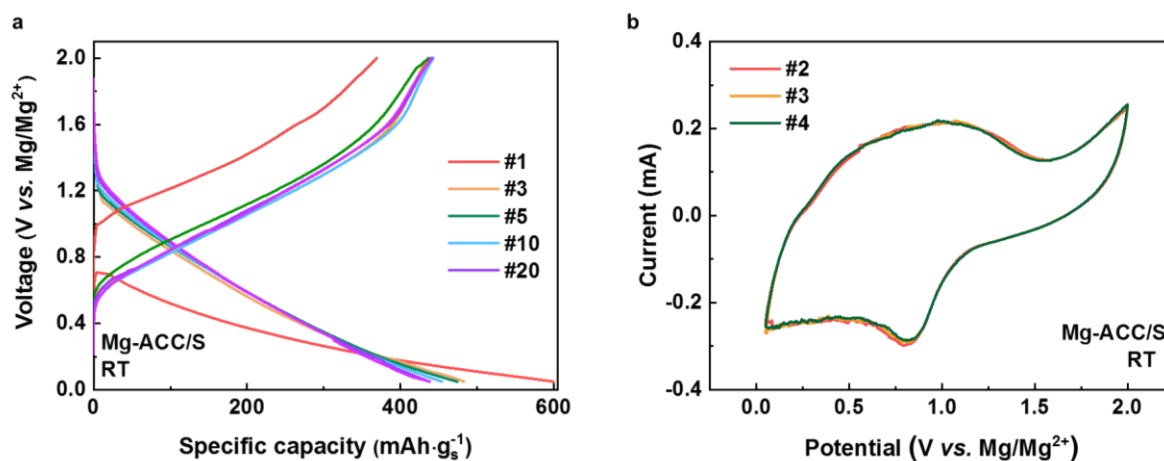 a
Voltage (V vs. Mg/Mg²⁺)
2.0
1.6
1.2
0.8
0.4
0.0
#1
#3
#5
#10
#20
Mg-ACC/S
RT
0 200 400 600
Specific capacity (mAh·gₛ⁻¹)
b
Current (mA)
0.4
0.2
0.0
-0.2
-0.4
#2
#3
#4
Mg-ACC/S
RT
0.0 0.5 1.0 1.5 2.0
Potential (V vs. Mg/Mg²⁺)